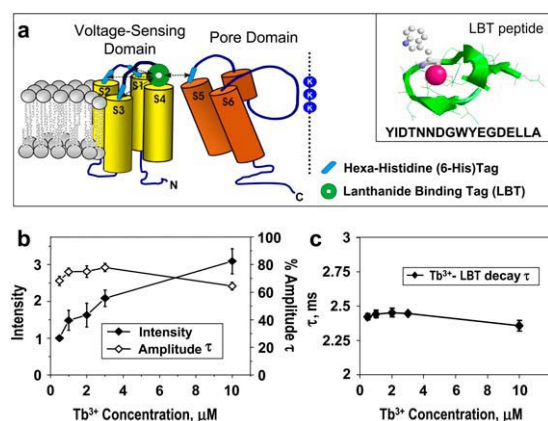 a
Voltage-Sensing
Domain
Pore Domain
LBT peptide
S2
S1
S3
S4
S5
S6
K
K
K
N
C
YIDTNNDGWYEGDELLA
Hexa-Histidine (6-His)Tag
Lanthanide Binding Tag (LBT)
b
Intensity
3
2
1
0
100
80
60
40
20
0
% Amplitude τ
Intensity
Amplitude τ
0 2 4 6 8 10
Tb³⁺ Concentration, μM
c
τ, ms
3
2.75
2.5
2.25
2
Tb³⁺- LBT decay τ
0 2 4 6 8 10
Tb³⁺ Concentration, μM